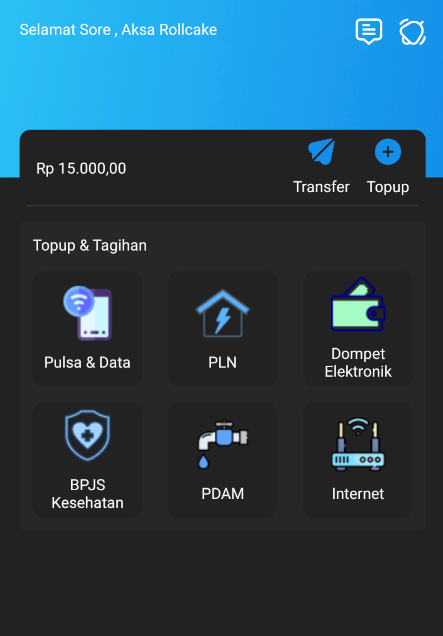 Selamat Sore , Aksa Rollcake
Rp 15.000,00
Transfer
Topup
Topup & Tagihan
Pulsa & Data
PLN
Dompet
Elektronik
BPJS
Kesehatan
PDAM
Internet